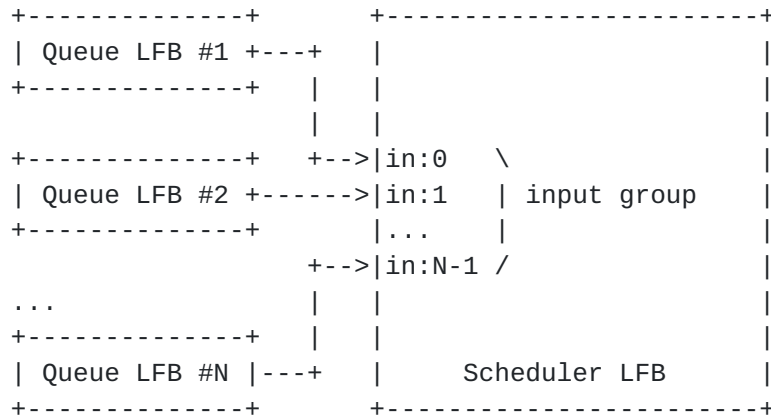 +--------------+       +-------------------------+
| Queue LFB #1 +---+   |                         |
+--------------+   |   |                         |
                   |   |                         |
+--------------+   +-->|in:0   \                 |
| Queue LFB #2 +------>|in:1   | input group     |
+--------------+       |...    |                 |
                   +-->|in:N-1 /                 |
...                |   |                         |
+--------------+   |   |                         |
| Queue LFB #N |---+   |     Scheduler LFB       |
+--------------+       +-------------------------+